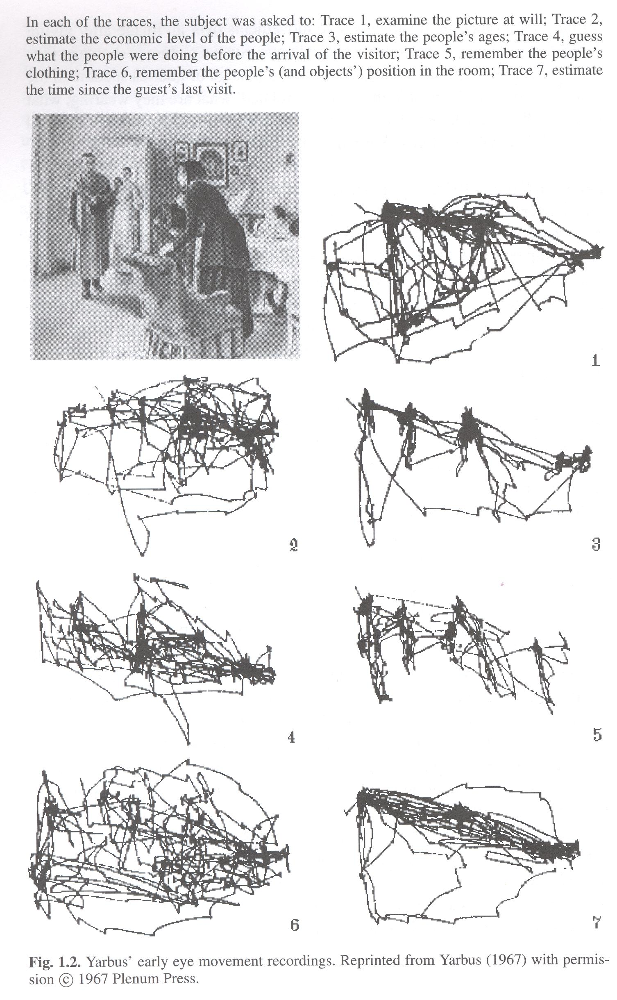 In each of the traces, the subject was asked to: Trace 1, examine the picture at will; Trace 2,
estimate the economic level of the people; Trace 3, estimate the people's ages; Trace 4, guess
what the people were doing before the arrival of the visitor; Trace 5, remember the people's
clothing; Trace 6, remember the people's (and objects') position in the room; Trace 7, estimate
the time since the guest's last visit.
1
2
3
4
5
6
7
Fig. 1.2. Yarbus' early eye movement recordings. Reprinted from Yarbus (1967) with permis-
sion © 1967 Plenum Press.